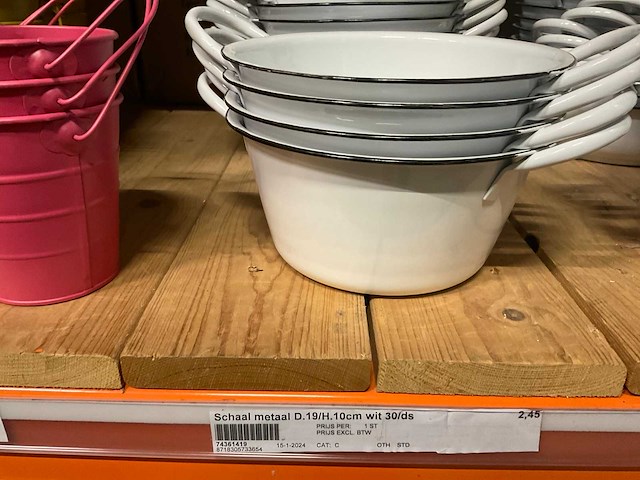 Schaal metaal D.19/H.10cm wit 30/ds 2,45
PRIJS PER: 1 ST
PRIJS EXCL. BTW
74361419 15-1-2024 CAT: C OTH STD
8718305733654